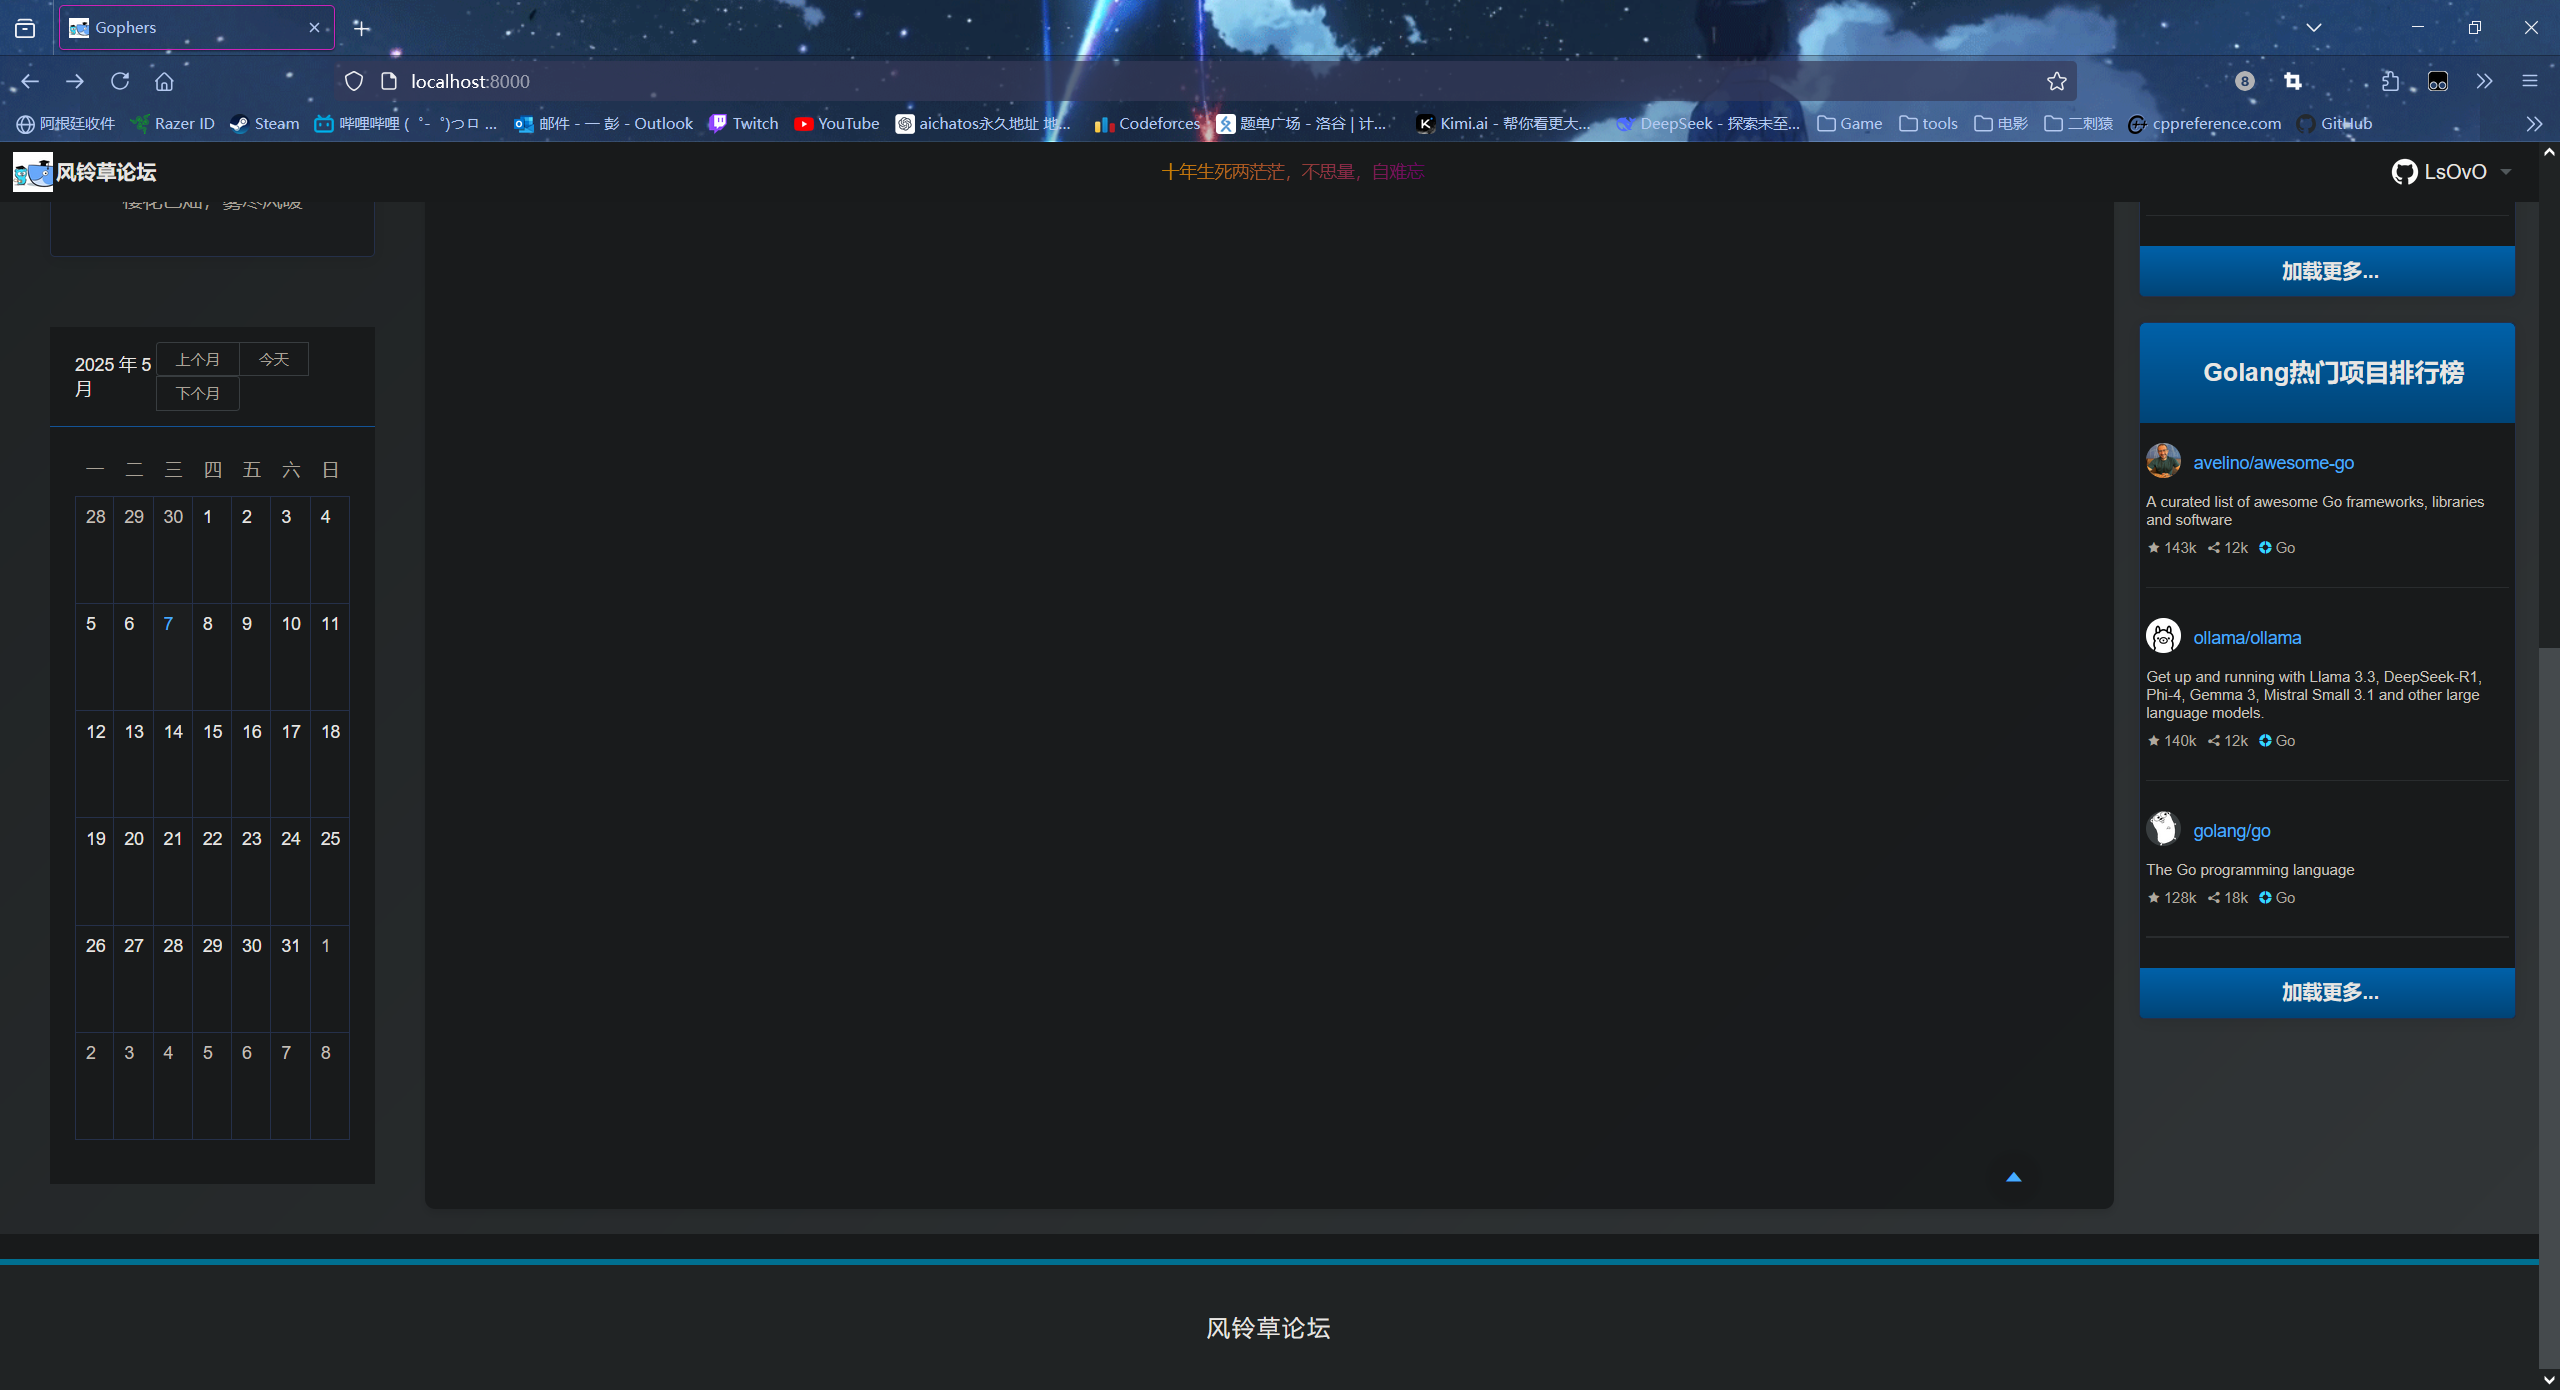 Gophers
localhost:8000
阿根廷收件
Razer ID
Steam
哔哩哔哩 ( ゜- ゜)つロ ...
邮件 - 一 彭 - Outlook
Twitch
YouTube
aichatos永久地址 地...
Codeforces
题单广场 - 洛谷 | 计...
Kimi.ai - 帮你看更大...
DeepSeek - 探索未至...
Game
tools
电影
二刺猿
cppreference.com
GitHub
8
风铃草论坛
十年生死两茫茫，不思量，自难忘
LsOvO
加载更多...
2025 年 5 月
上个月 今天
下个月
一 二 三 四 五 六 日
28 29 30 1 2 3 4
5 6 7 8 9 10 11
12 13 14 15 16 17 18
19 20 21 22 23 24 25
26 27 28 29 30 31 1
2 3 4 5 6 7 8
Golang热门项目排行榜
avelino/awesome-go
A curated list of awesome Go frameworks, libraries
and software
143k 12k Go
ollama/ollama
Get up and running with Llama 3.3, DeepSeek-R1,
Phi-4, Gemma 3, Mistral Small 3.1 and other large
language models.
140k 12k Go
golang/go
The Go programming language
128k 18k Go
加载更多...
风铃草论坛